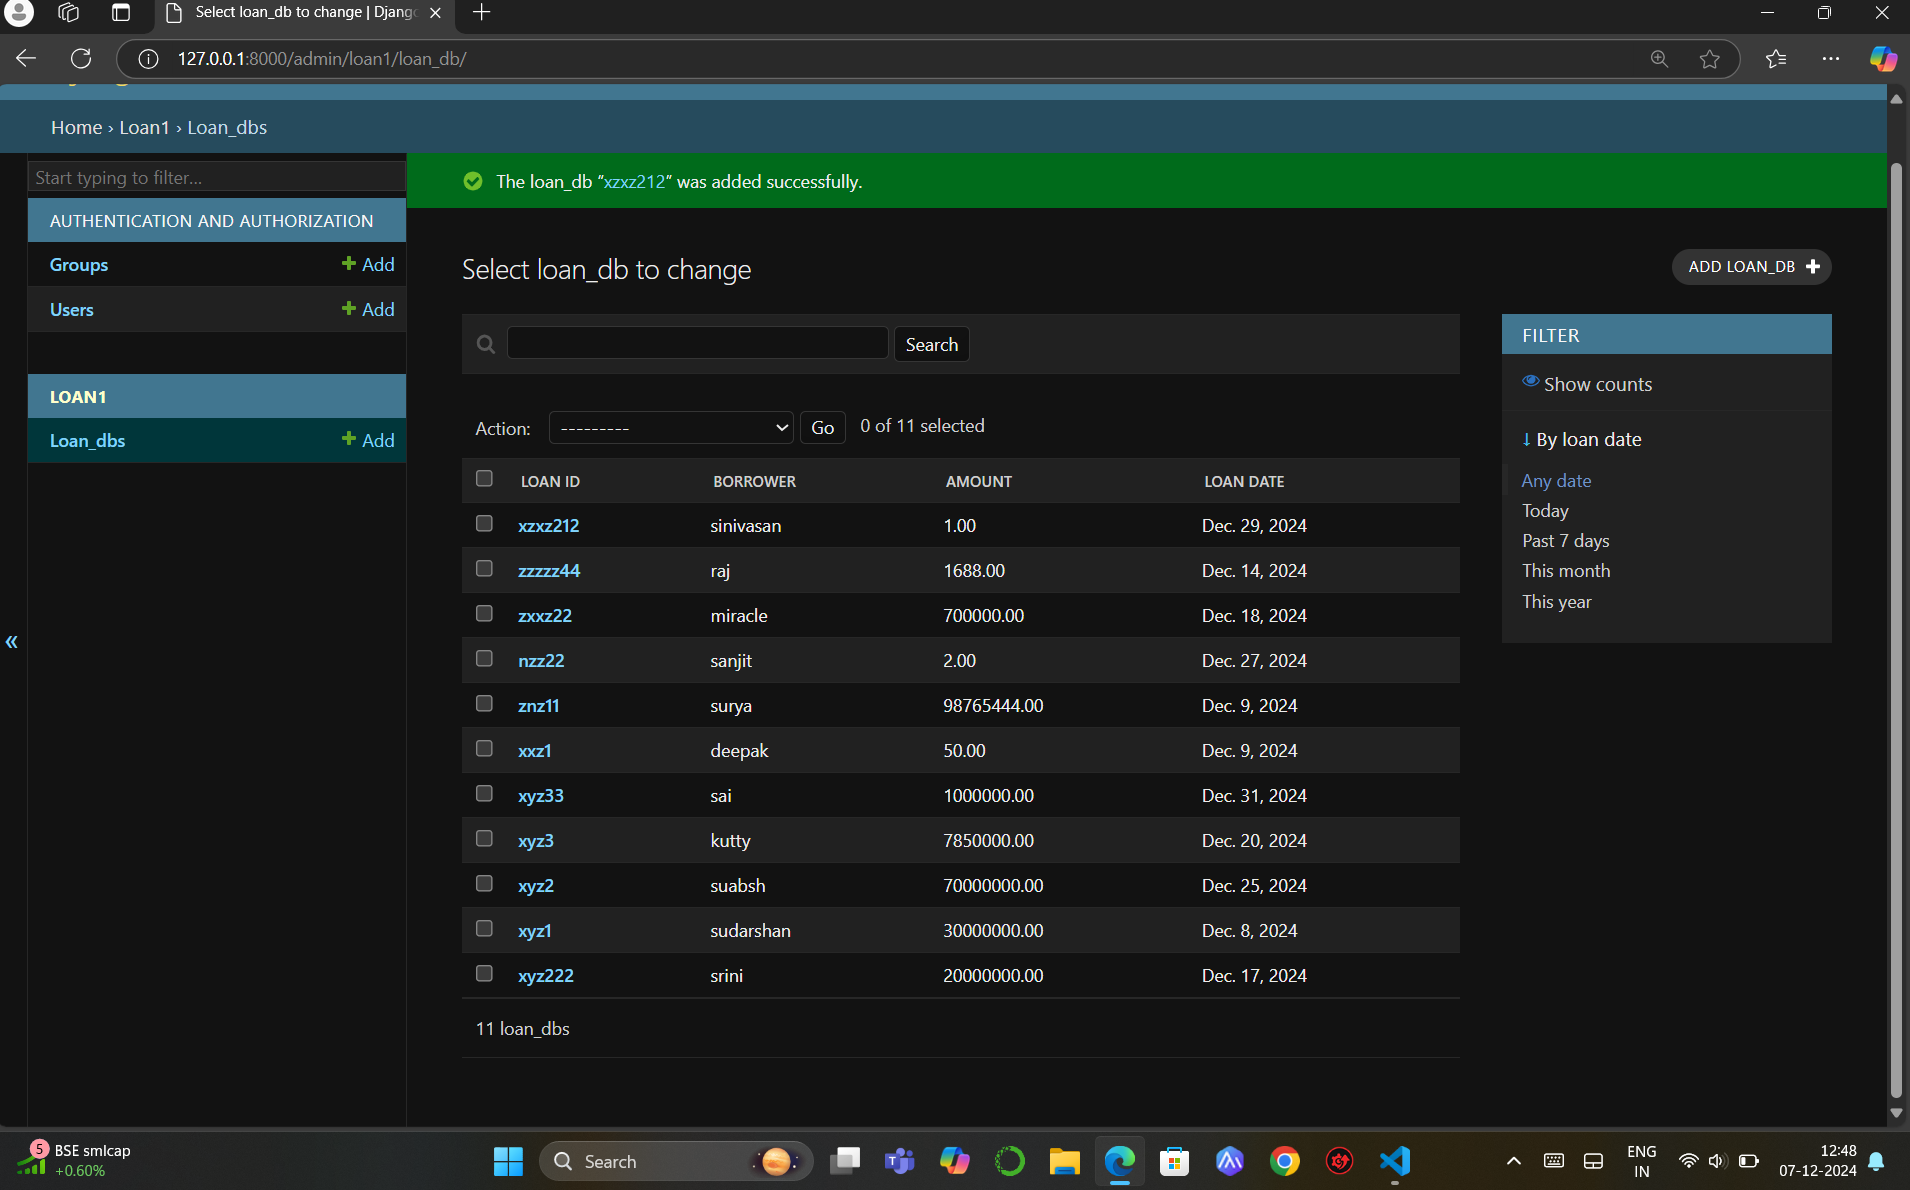 Select loan_db to change | Djang
127.0.0.1:8000/admin/loan1/loan_db/
Home › Loan1 › Loan_dbs
Start typing to filter...
AUTHENTICATION AND AUTHORIZATION
Groups + Add
Users + Add
LOAN1
Loan_dbs + Add
«
The loan_db “xzxz212” was added successfully.
Select loan_db to change
ADD LOAN_DB +
Search
Action: --------- Go 0 of 11 selected
LOAN ID BORROWER AMOUNT LOAN DATE
xzxz212 sinivasan 1.00 Dec. 29, 2024
zzzzz44 raj 1688.00 Dec. 14, 2024
zxxz22 miracle 700000.00 Dec. 18, 2024
nzz22 sanjit 2.00 Dec. 27, 2024
znz11 surya 98765444.00 Dec. 9, 2024
xxz1 deepak 50.00 Dec. 9, 2024
xyz33 sai 1000000.00 Dec. 31, 2024
xyz3 kutty 7850000.00 Dec. 20, 2024
xyz2 suabsh 70000000.00 Dec. 25, 2024
xyz1 sudarshan 30000000.00 Dec. 8, 2024
xyz222 srini 20000000.00 Dec. 17, 2024
11 loan_dbs
FILTER
Show counts
↓ By loan date
Any date
Today
Past 7 days
This month
This year
5
BSE smlcap
+0.60%
Search
ENG
IN
12:48
07-12-2024